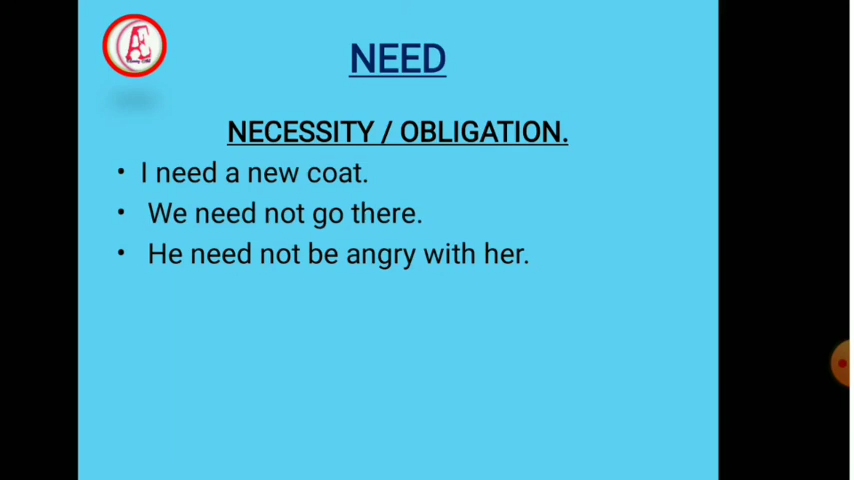 Æ
NEED
NECESSITY / OBLIGATION.
• I need a new coat.
• We need not go there.
• He need not be angry with her.